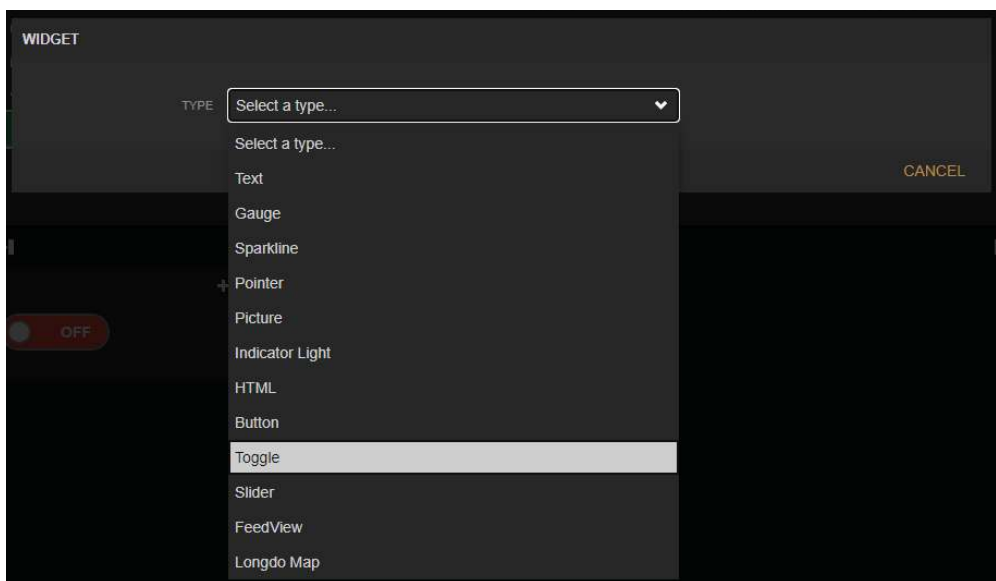 WIDGET
TYPE Select a type...
Select a type...
Text
CANCEL
Gauge
Sparkline
Pointer
Picture
OFF
Indicator Light
HTML
Button
Toggle
Slider
FeedView
Longdo Map